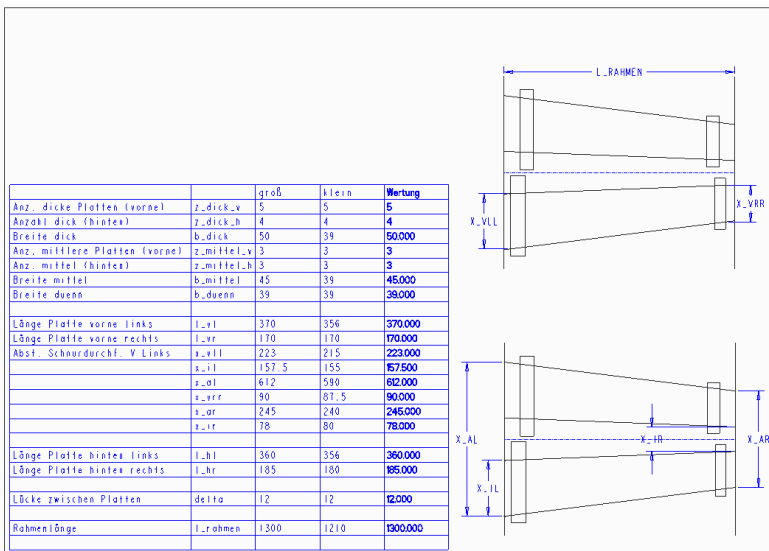 groß klein Wertung
Anz. dicke Platten (vorne) z_dick_v 5 5 5
Anzahl dick (hinten) z_dick_h 4 4 4
Breite dick b_dick 50 39 50.000
Anz. mittlere Platten (vorne) z_mittel_v 3 3 3
Anz. mittel (hinten) z_mittel_h 3 3 3
Breite mittel b_mittel 45 39 45.000
Breite duenn b_duenn 39 39 39.000
Länge Platte vorne links l_vl 370 356 370.000
Länge Platte vorne rechts l_vr 170 170 170.000
Abst. Schnurdurchf. V Links x_vll 223 215 223.000
x_il 157.5 155 157.500
x_al 612 590 612.000
x_vrr 90 87.5 90.000
x_ar 245 240 245.000
x_ir 78 80 78.000
Länge Platte hinten links l_hl 360 356 360.000
Länge Platte hinten rechts l_hr 185 180 185.000
Lücke zwischen Platten delta 12 12 12.000
Rahmenlänge l_rahmen 1300 1210 1300.000
L_RAHMEN
X_VLL
X_VRR
X_AL
X_IR
X_AR
X_IL